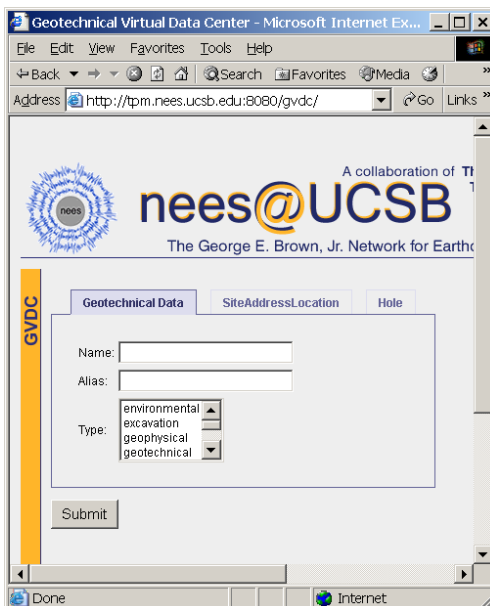 Geotechnical Virtual Data Center - Microsoft Internet Ex...
File Edit View Favorites Tools Help
Back Search Favorites Media »
Address http://tpm.nees.ucsb.edu:8080/gvdc/ Go Links »
A collaboration of
nees
nees@UCSB
The George E. Brown, Jr. Network for
GVDC
Geotechnical Data SiteAddressLocation Hole
Name:
Alias:
Type:
environmental
excavation
geophysical
geotechnical
Submit
Done Internet